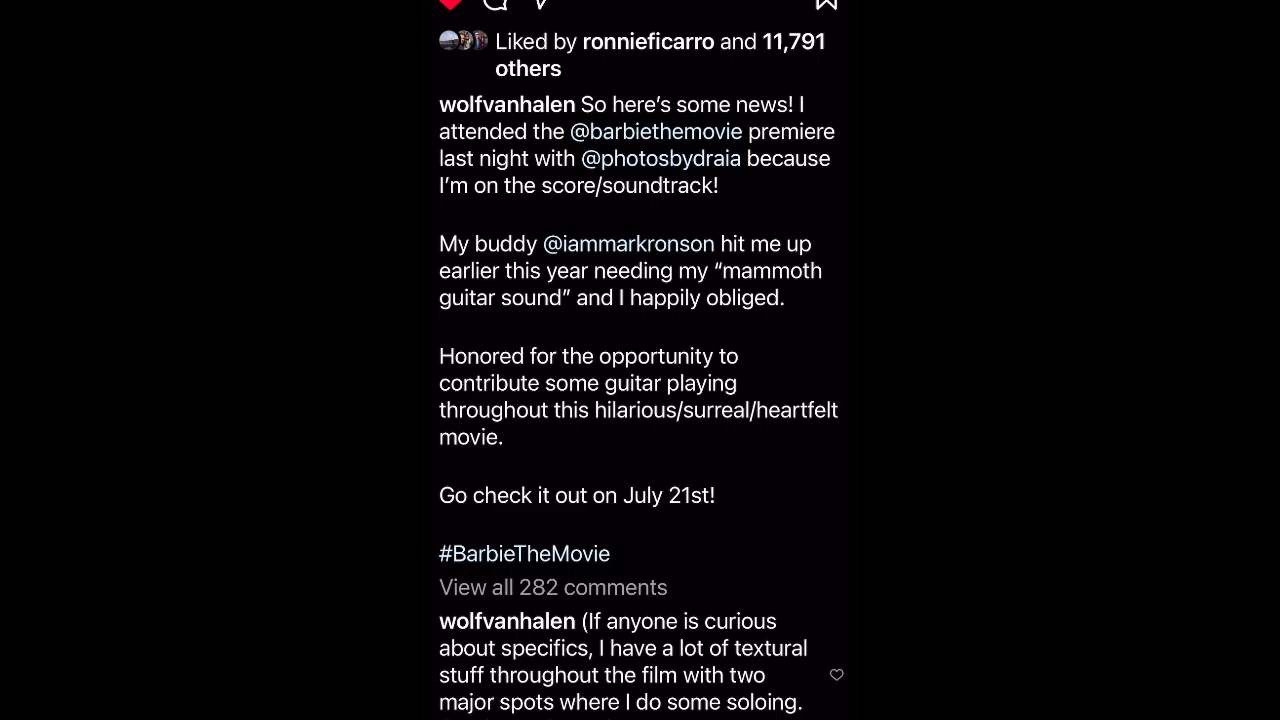 Liked by ronnieficarro and 11,791
others
wolfvanhalen So here's some news! I
attended the @barbiethemovie premiere
last night with @photosbydraia because
I'm on the score/soundtrack!
My buddy @iammarkronson hit me up
earlier this year needing my “mammoth
guitar sound” and I happily obliged.
Honored for the opportunity to
contribute some guitar playing
throughout this hilarious/surreal/heartfelt
movie.
Go check it out on July 21st!
#BarbieTheMovie
View all 282 comments
wolfvanhalen (If anyone is curious
about specifics, I have a lot of textural
stuff throughout the film with two
major spots where I do some soloing.